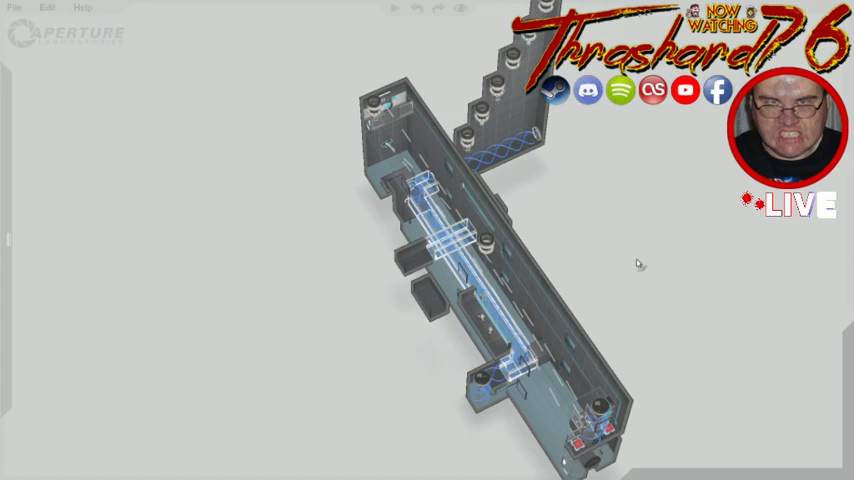 File Edit Help
APERTURE
LABORATORIES
NOW
WATCHING
Thrashard76
LIVE